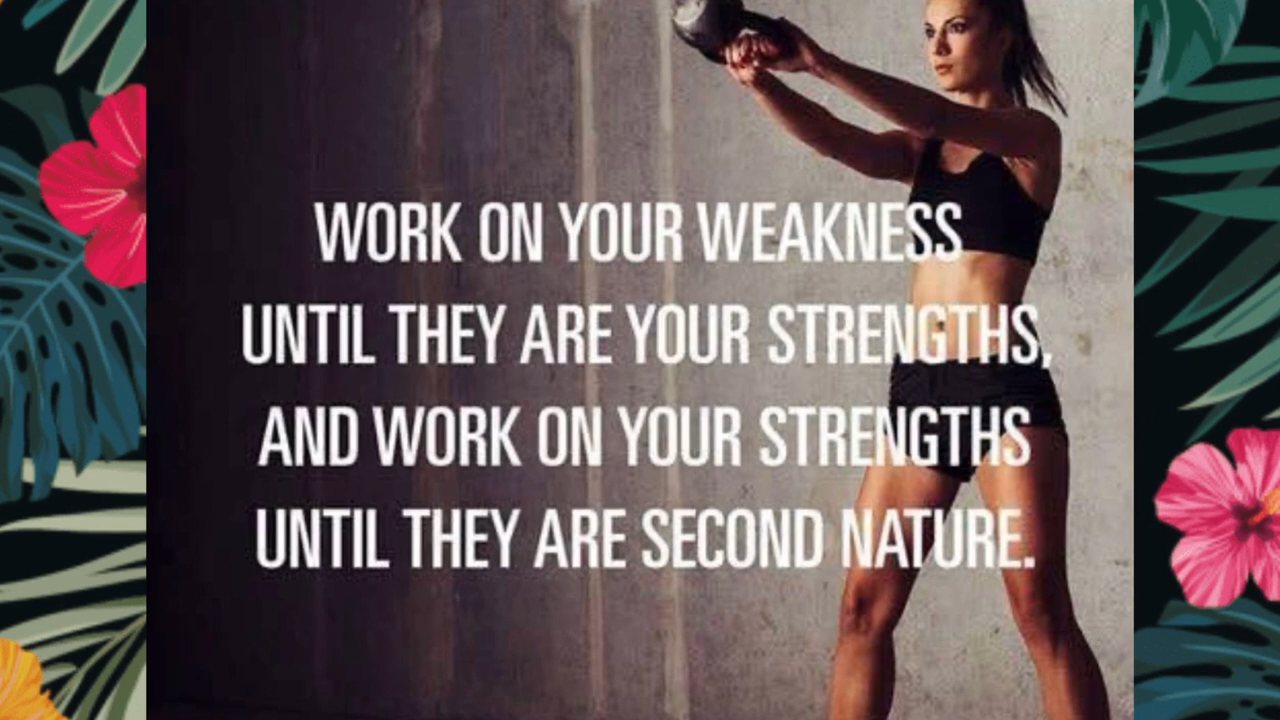 WORK ON YOUR WEAKNESS
UNTIL THEY ARE YOUR STRENGTHS,
AND WORK ON YOUR STRENGTHS
UNTIL THEY ARE SECOND NATURE.